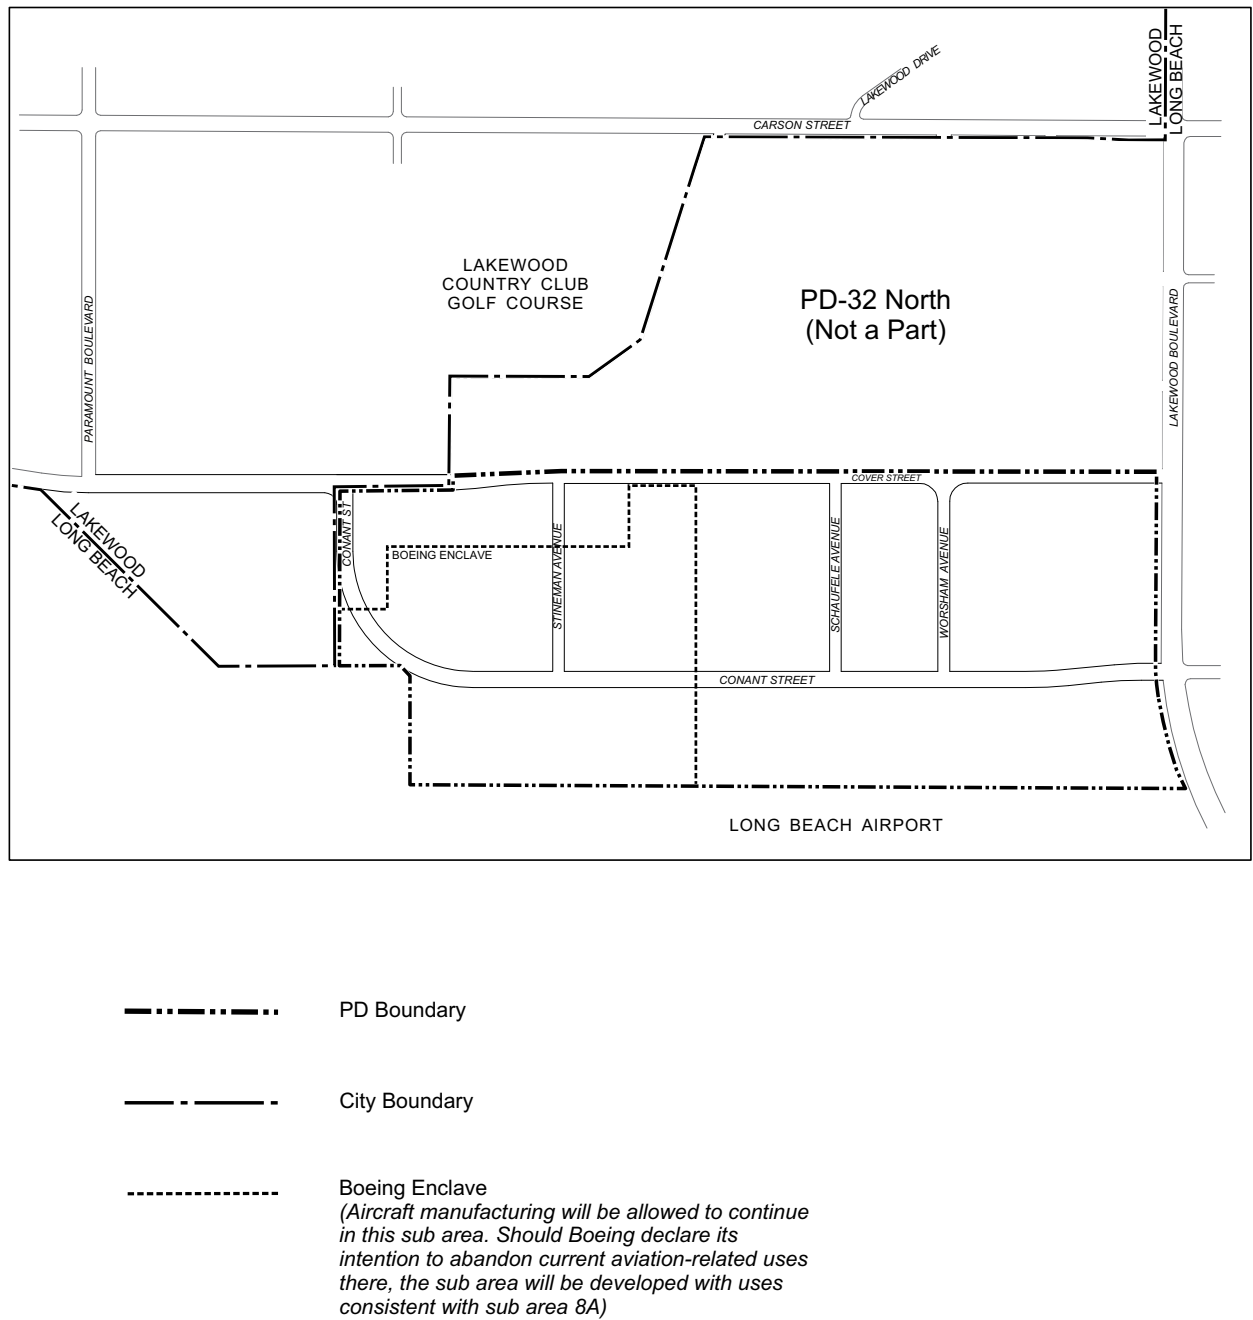 LAKEWOOD
LONG BEACH
LAKEWOOD DRIVE
CARSON STREET
LAKEWOOD
COUNTRY CLUB
GOLF COURSE
PD-32 North
(Not a Part)
PARAMOUNT BOULEVARD
LAKEWOOD BOULEVARD
COVER STREET
LAKEWOOD
LONG BEACH
CONANT ST
BOEING ENCLAVE
STINEMAN AVENUE
SCHAUFELE AVENUE
WORSHAM AVENUE
CONANT STREET
LONG BEACH AIRPORT
PD Boundary
City Boundary
Boeing Enclave
(Aircraft manufacturing will be allowed to continue
in this sub area. Should Boeing declare its
intention to abandon current aviation-related uses
there, the sub area will be developed with uses
consistent with sub area 8A)